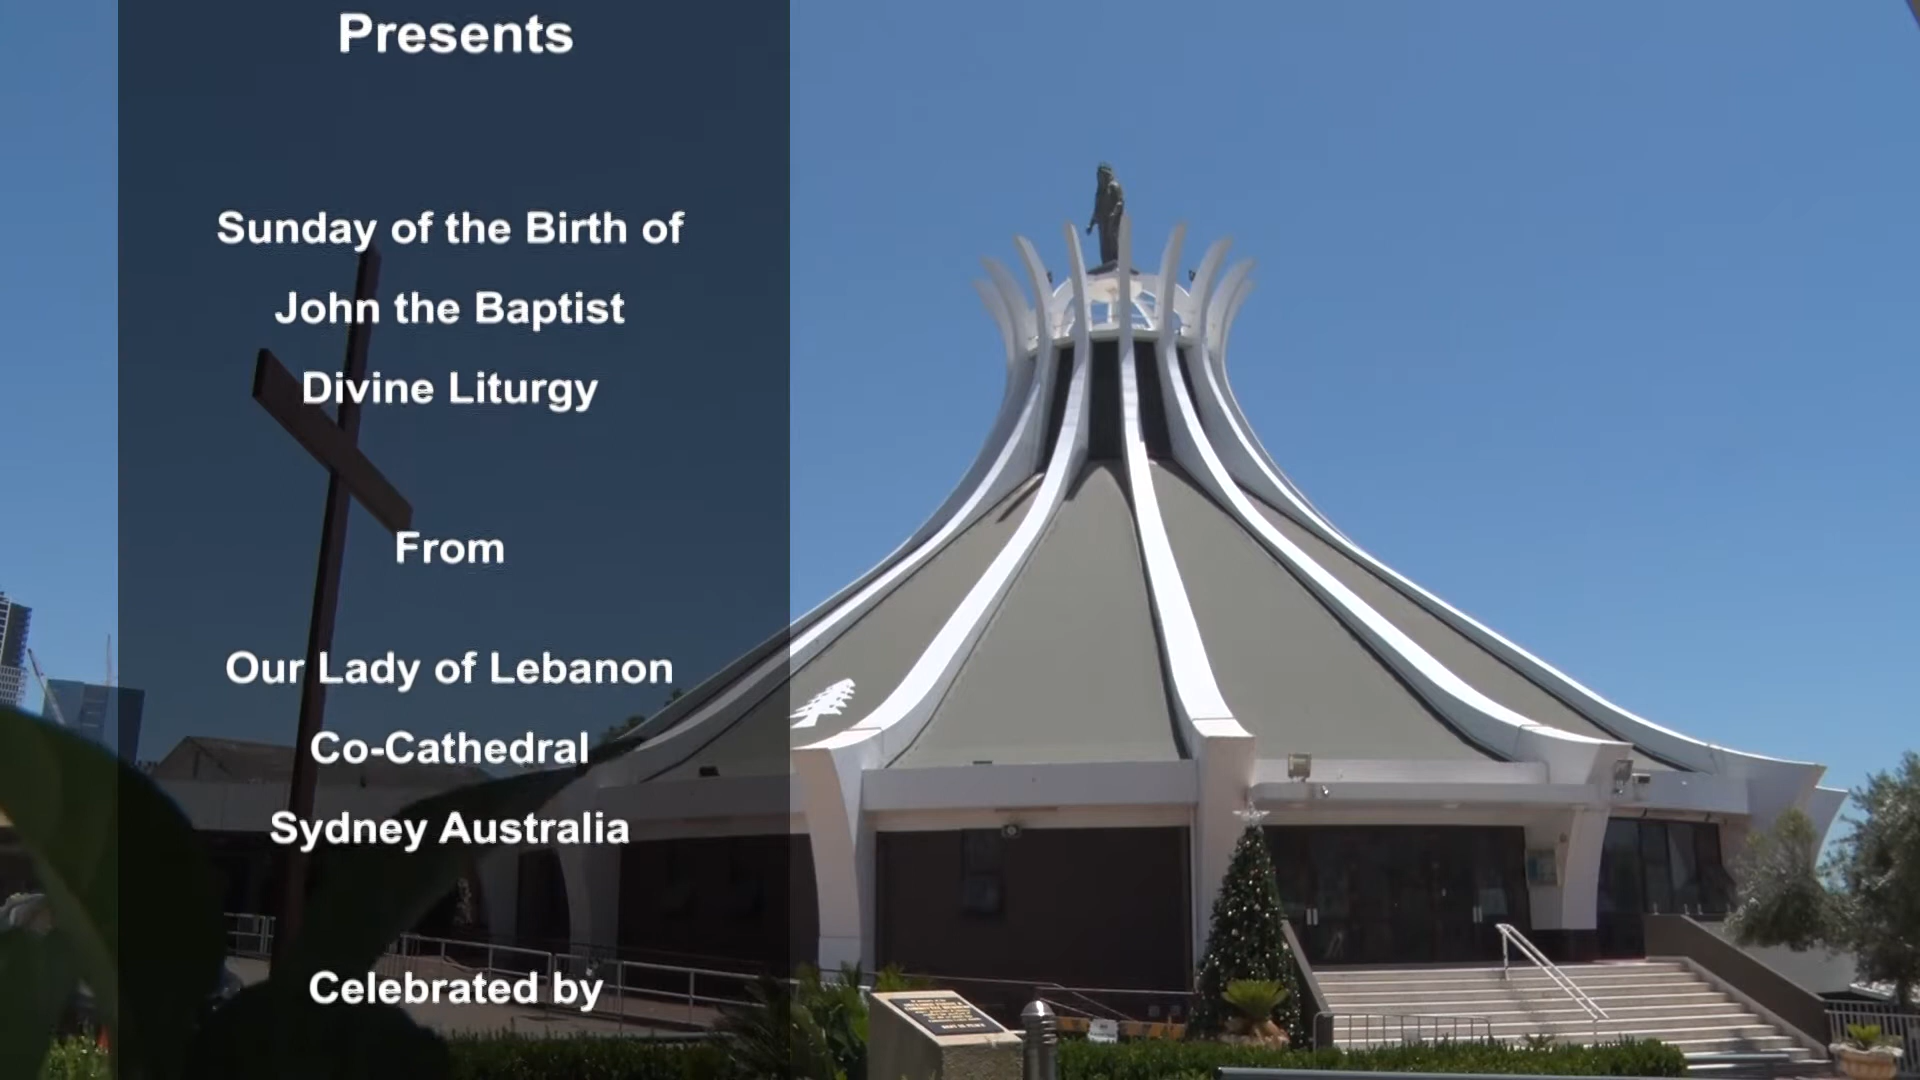 Presents
Sunday of the Birth of
John the Baptist
Divine Liturgy
From
Our Lady of Lebanon
Co-Cathedral
Sydney Australia
Celebrated by